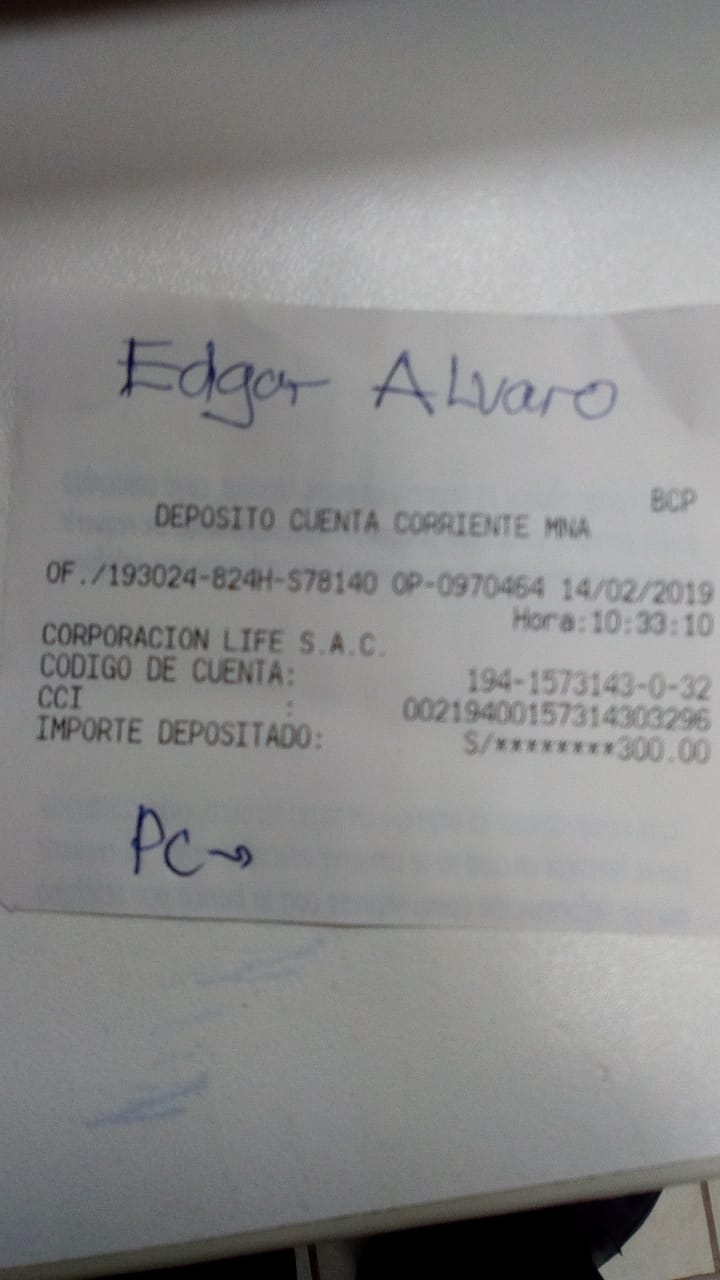 Edgar Alvaro
BCP
DEPOSITO CUENTA CORRIENTE MNA
OF./193024-824H-S78140 OP-0970464 14/02/2019
Hora:10:33:10
CORPORACION LIFE S.A.C.
CODIGO DE CUENTA: 194-1573143-0-32
CCI : 00219400157314303296
IMPORTE DEPOSITADO: S/********300.00
PC